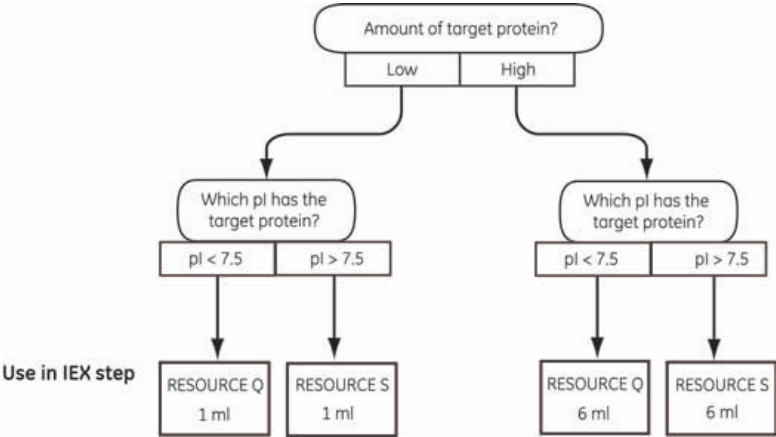 Amount of target protein?
Low
High
Which pI has the
target protein?
Which pI has the
target protein?
pI < 7.5
pI > 7.5
pI < 7.5
pI > 7.5
Use in IEX step
RESOURCE Q
1 ml
RESOURCE S
1 ml
RESOURCE Q
6 ml
RESOURCE S
6 ml